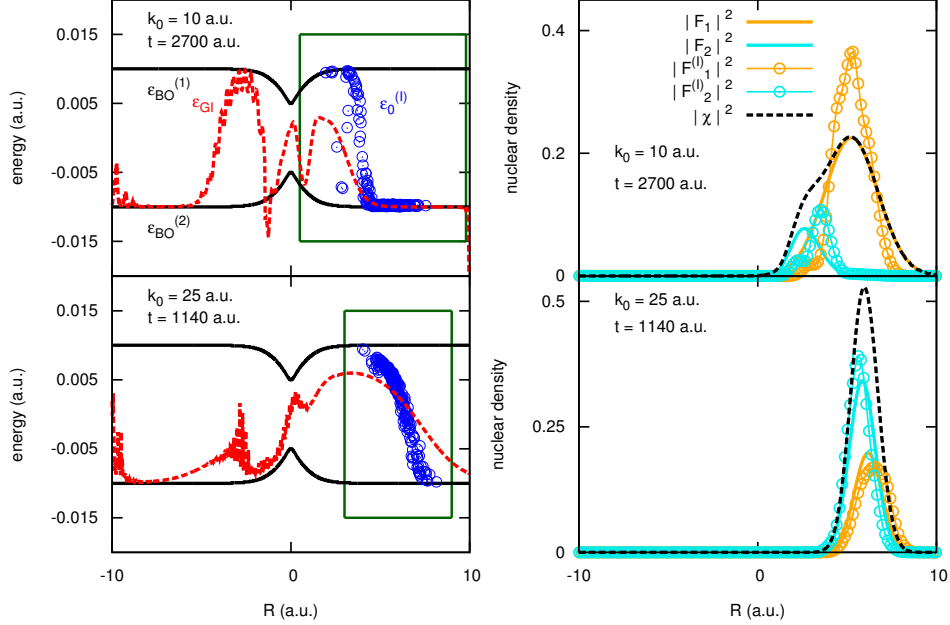 k₀ = 10 a.u.
t = 2700 a.u.
0.015
0.005
-0.005
-0.015
energy (a.u.)
ε_BO^(1)
ε_GI
ε_0^(I)
ε_BO^(2)
k₀ = 25 a.u.
t = 1140 a.u.
0.015
0.005
-0.005
-0.015
energy (a.u.)
-10
0
10
R (a.u.)
0.4
0.2
0
nuclear density
| F₁ | ²
| F₂ | ²
| F^(I)₁ | ²
| F^(I)₂ | ²
| χ | ²
k₀ = 10 a.u.
t = 2700 a.u.
k₀ = 25 a.u.
t = 1140 a.u.
0.5
0.25
0
nuclear density
-10
0
10
R (a.u.)